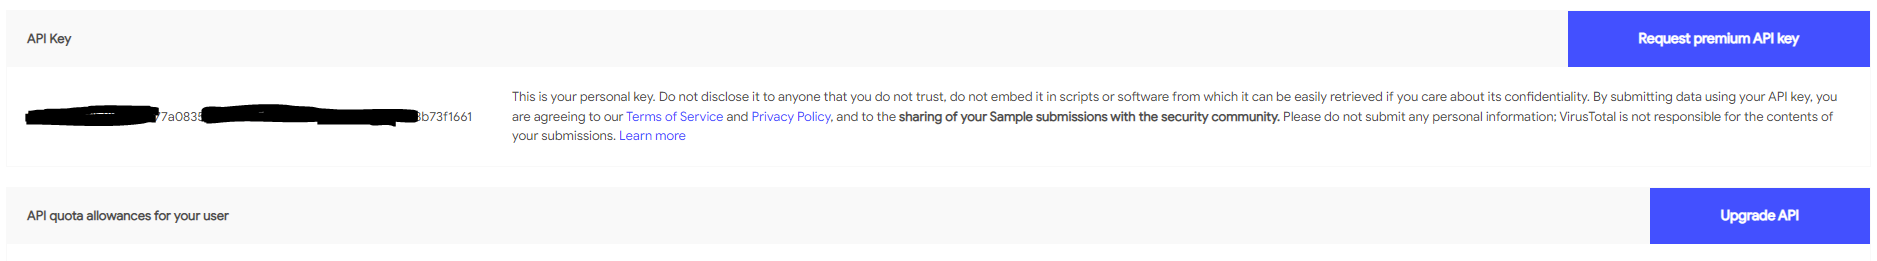 API Key
Request premium API key
This is your personal key. Do not disclose it to anyone that you do not trust, do not embed it in scripts or software from which it can be easily retrieved if you care about its confidentiality. By submitting data using your API key, you
are agreeing to our Terms of Service and Privacy Policy, and to the sharing of your Sample submissions with the security community. Please do not submit any personal information; VirusTotal is not responsible for the contents of
your submissions. Learn more
API quota allowances for your user
Upgrade API